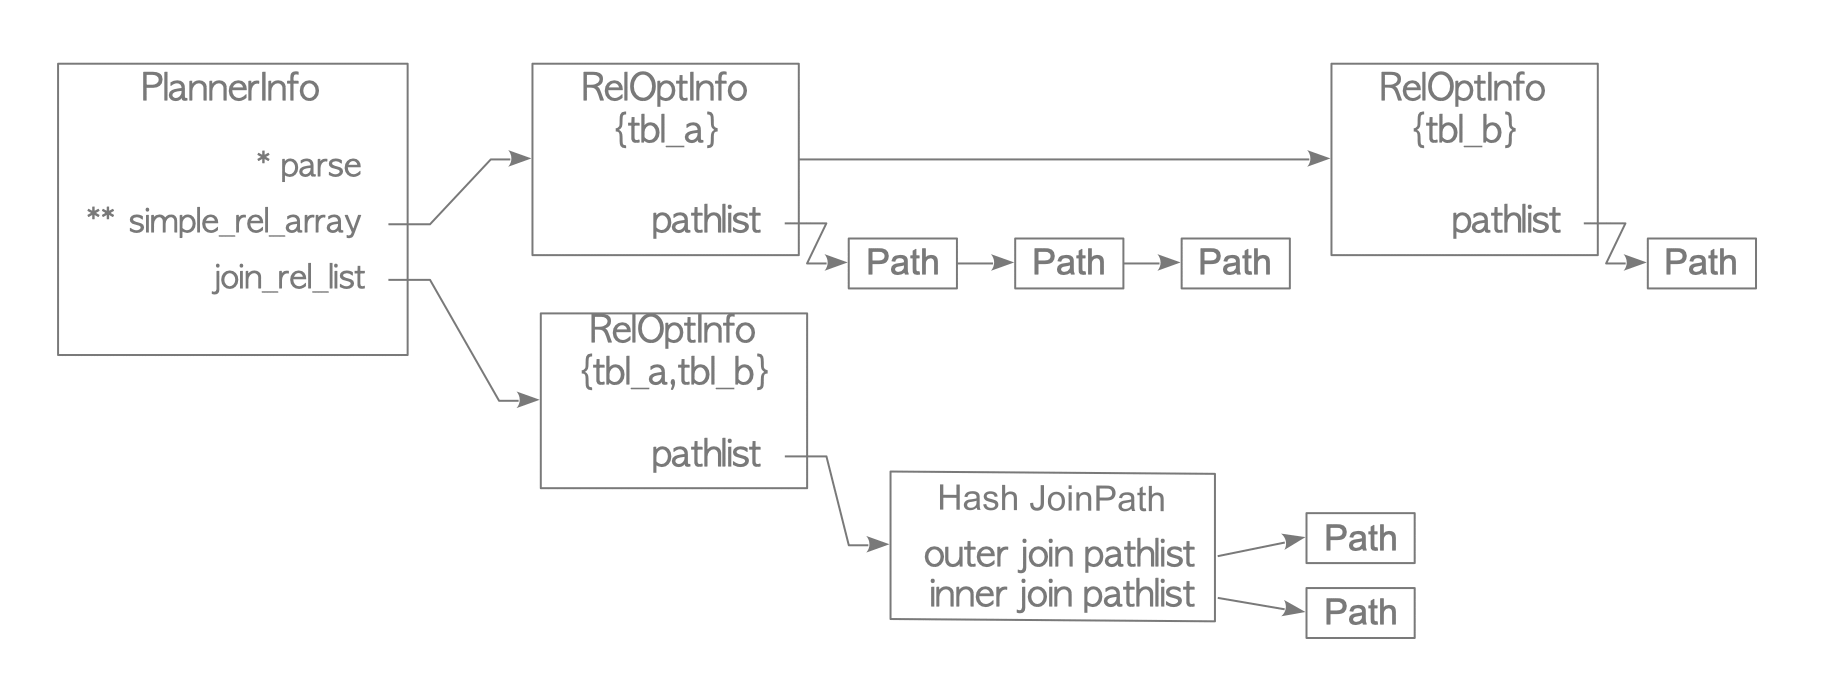 PlannerInfo
* parse
** simple_rel_array
join_rel_list
RelOptInfo
{tbl_a}
pathlist
Path
Path
Path
RelOptInfo
{tbl_b}
pathlist
Path
RelOptInfo
{tbl_a,tbl_b}
pathlist
Hash JoinPath
outer join pathlist
inner join pathlist
Path
Path